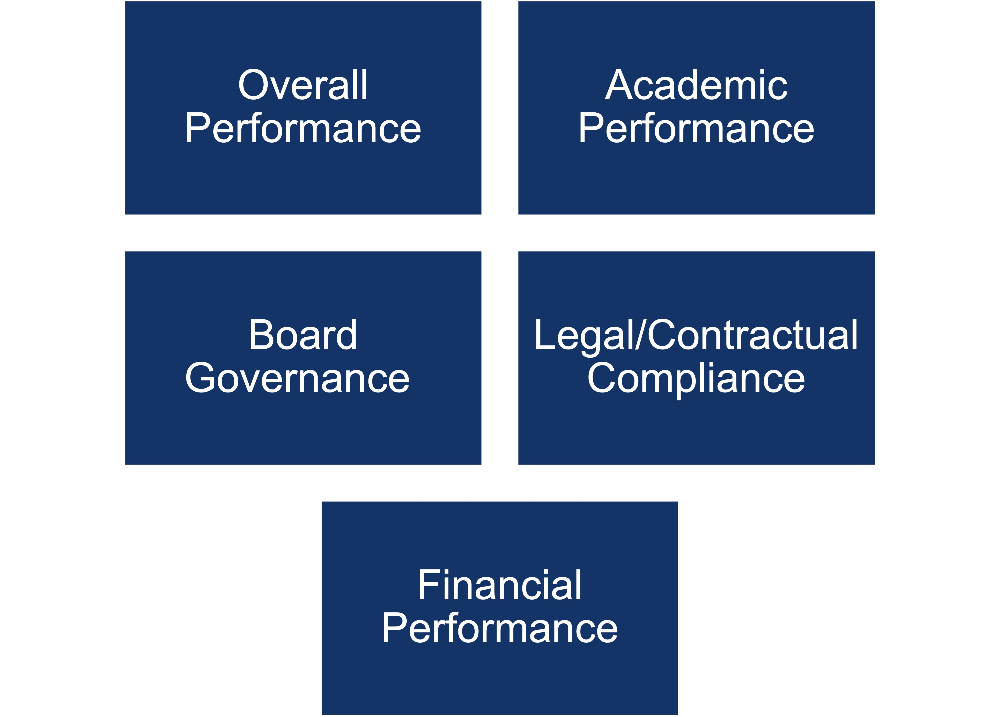 Overall
Performance
Academic
Performance
Board
Governance
Legal/Contractual
Compliance
Financial
Performance